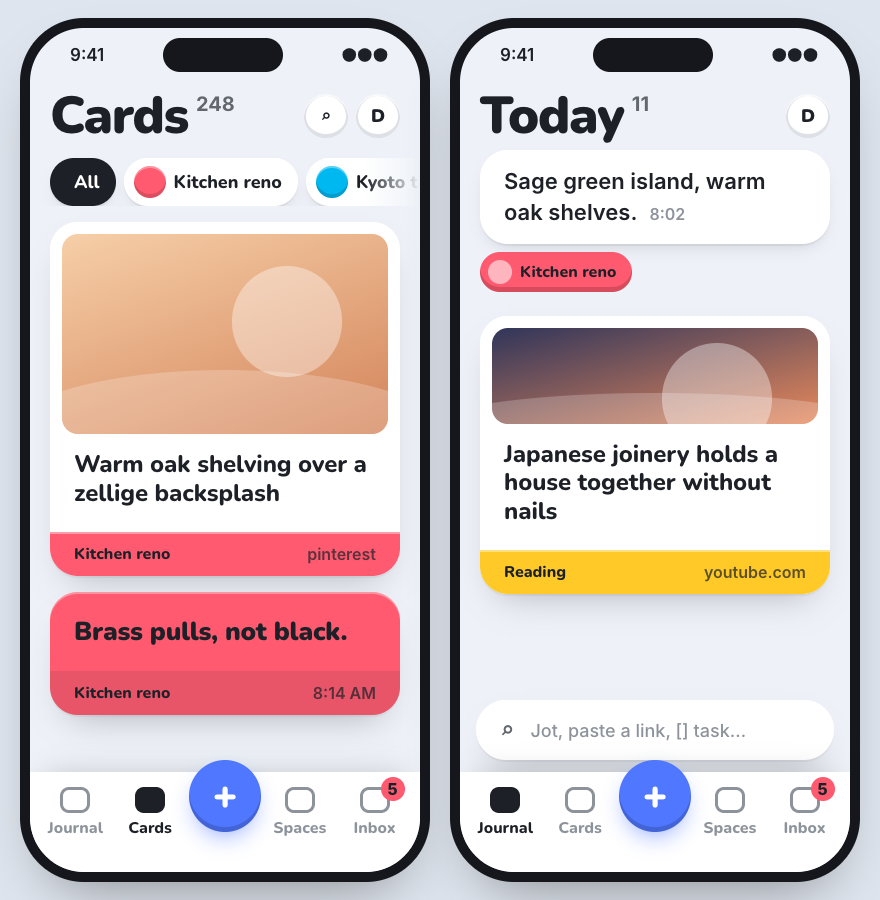 9:41
Cards 248
D
All
Kitchen reno
Kyoto t
Warm oak shelving over a
zellige backsplash
Kitchen reno
pinterest
Brass pulls, not black.
Kitchen reno
8:14 AM
Journal
Cards
+
Spaces
Inbox
5
9:41
Today 11
D
Sage green island, warm
oak shelves. 8:02
Kitchen reno
Japanese joinery holds a
house together without
nails
Reading
youtube.com
Jot, paste a link, [] task...
Journal
Cards
+
Spaces
Inbox
5